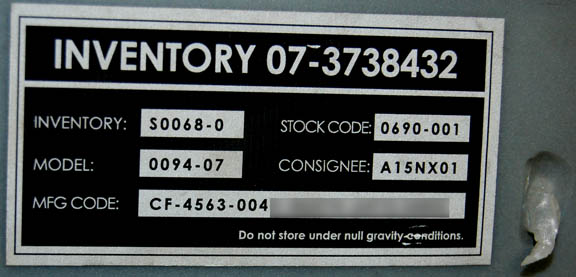 INVENTORY 07-3738432
INVENTORY: S0068-0 STOCK CODE: 0690-001
MODEL: 0094-07 CONSIGNEE: A15NX01
MFG CODE: CF-4563-004
Do not store under null gravity conditions.